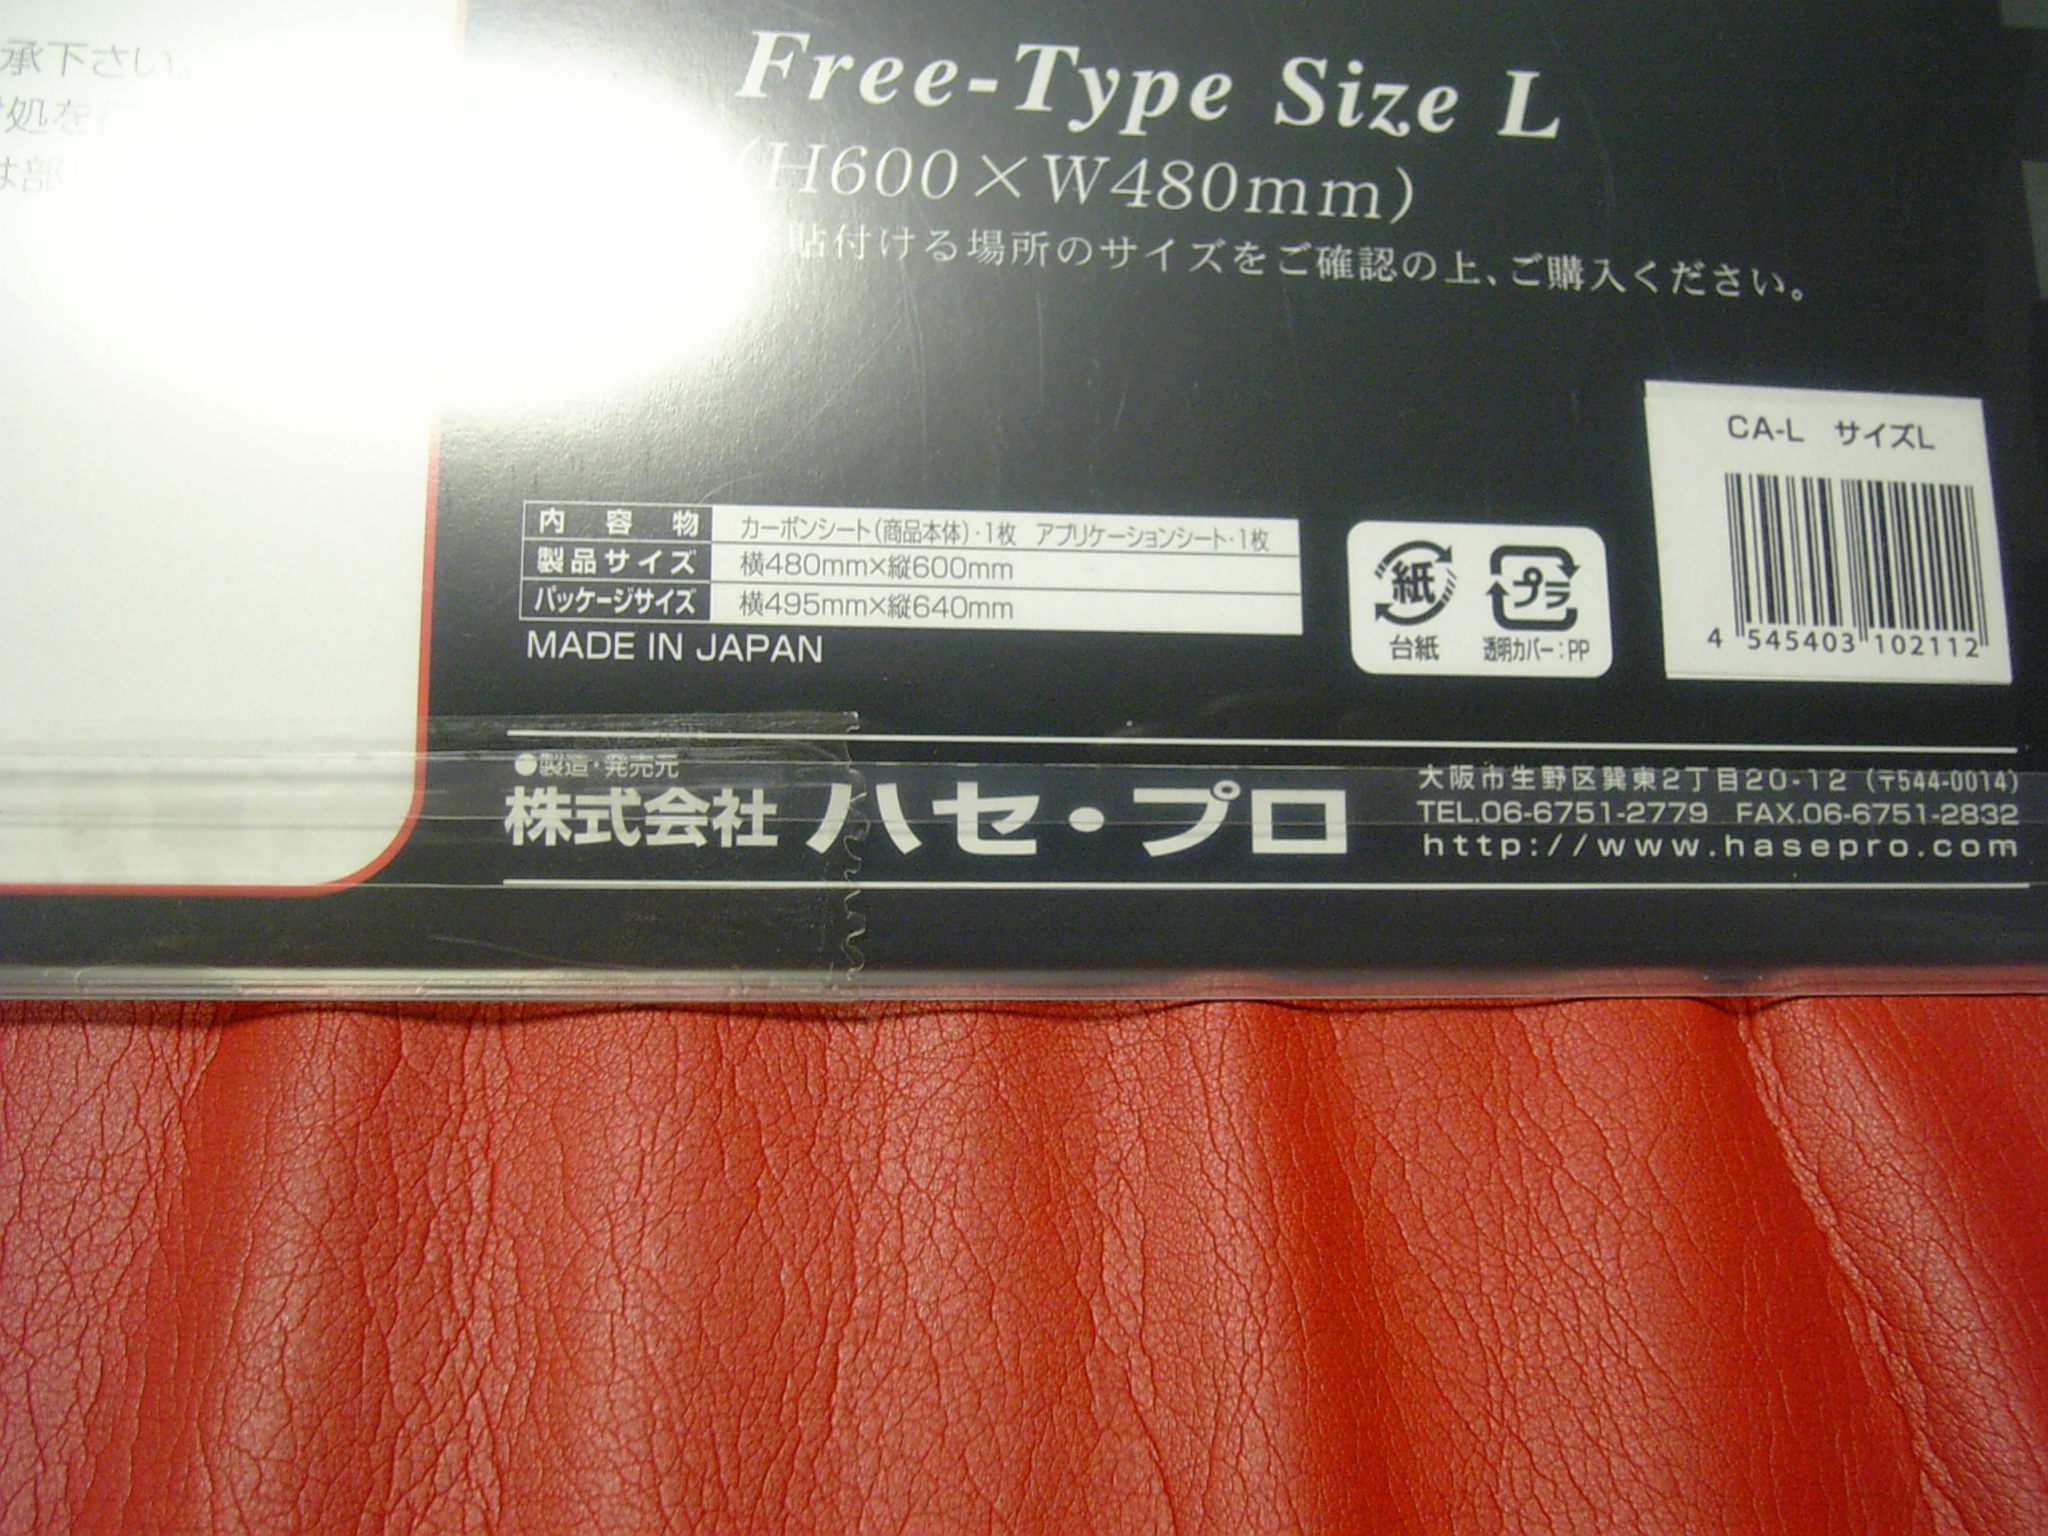 承下さい。
処を行
は部
Free-Type Size L
(H600×W480mm)
貼付ける場所のサイズをご確認の上、ご購入ください。
CA-L サイズL
4 545403 102112
内容物 カーボンシート(商品本体)・1枚 アプリケーションシート・1枚
製品サイズ 横480mm×縦600mm
パッケージサイズ 横495mm×縦640mm
MADE IN JAPAN
紙 プラ
台紙 透明カバー:PP
●製造・発売元
株式会社 ハセ・プロ
大阪市生野区巽東2丁目20-12 (〒544-0014)
TEL.06-6751-2779 FAX.06-6751-2832
http://www.hasepro.com